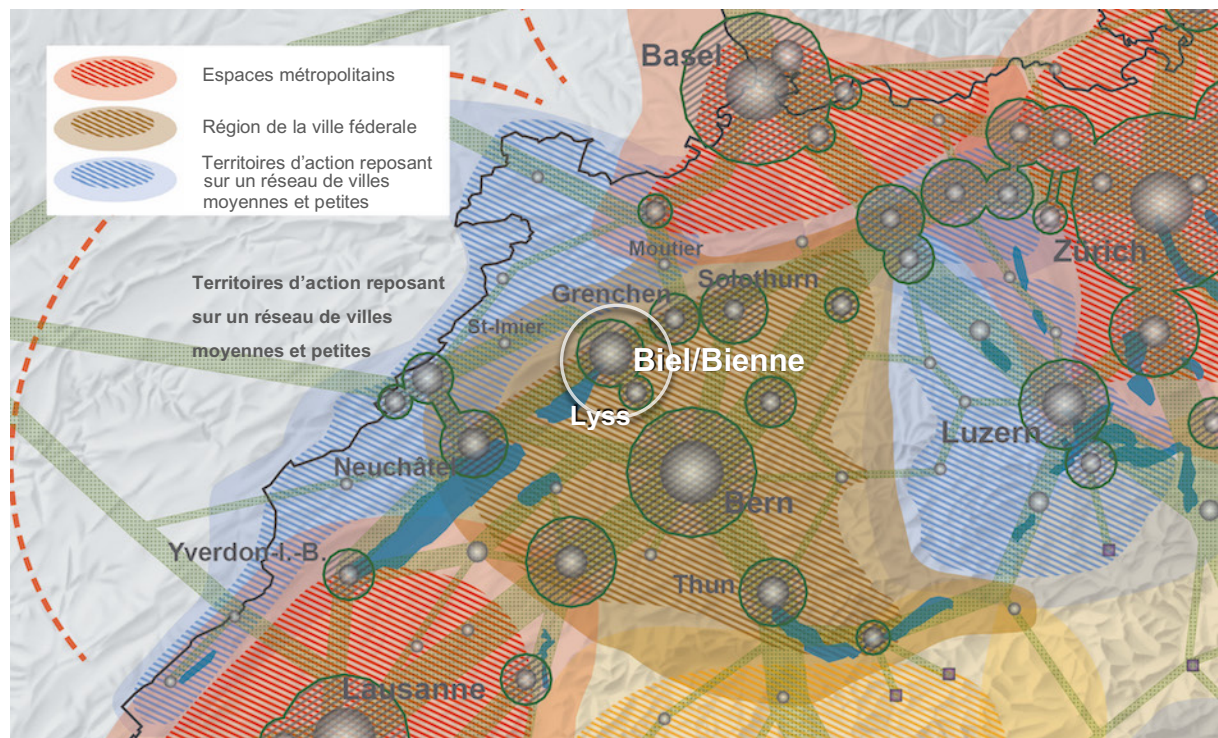 Basel
Espaces métropolitains
Région de la ville féderale
Territoires d'action reposant
sur un réseau de villes
moyennes et petites
Moutier
Zürich
Territoires d'action reposant
sur un réseau de villes
moyennes et petites
Solothurn
Grenchen
St-Imier
Biel/Bienne
Lyss
Luzern
Neuchâtel
Bern
Yverdon-l.-B.
Thun
Lausanne